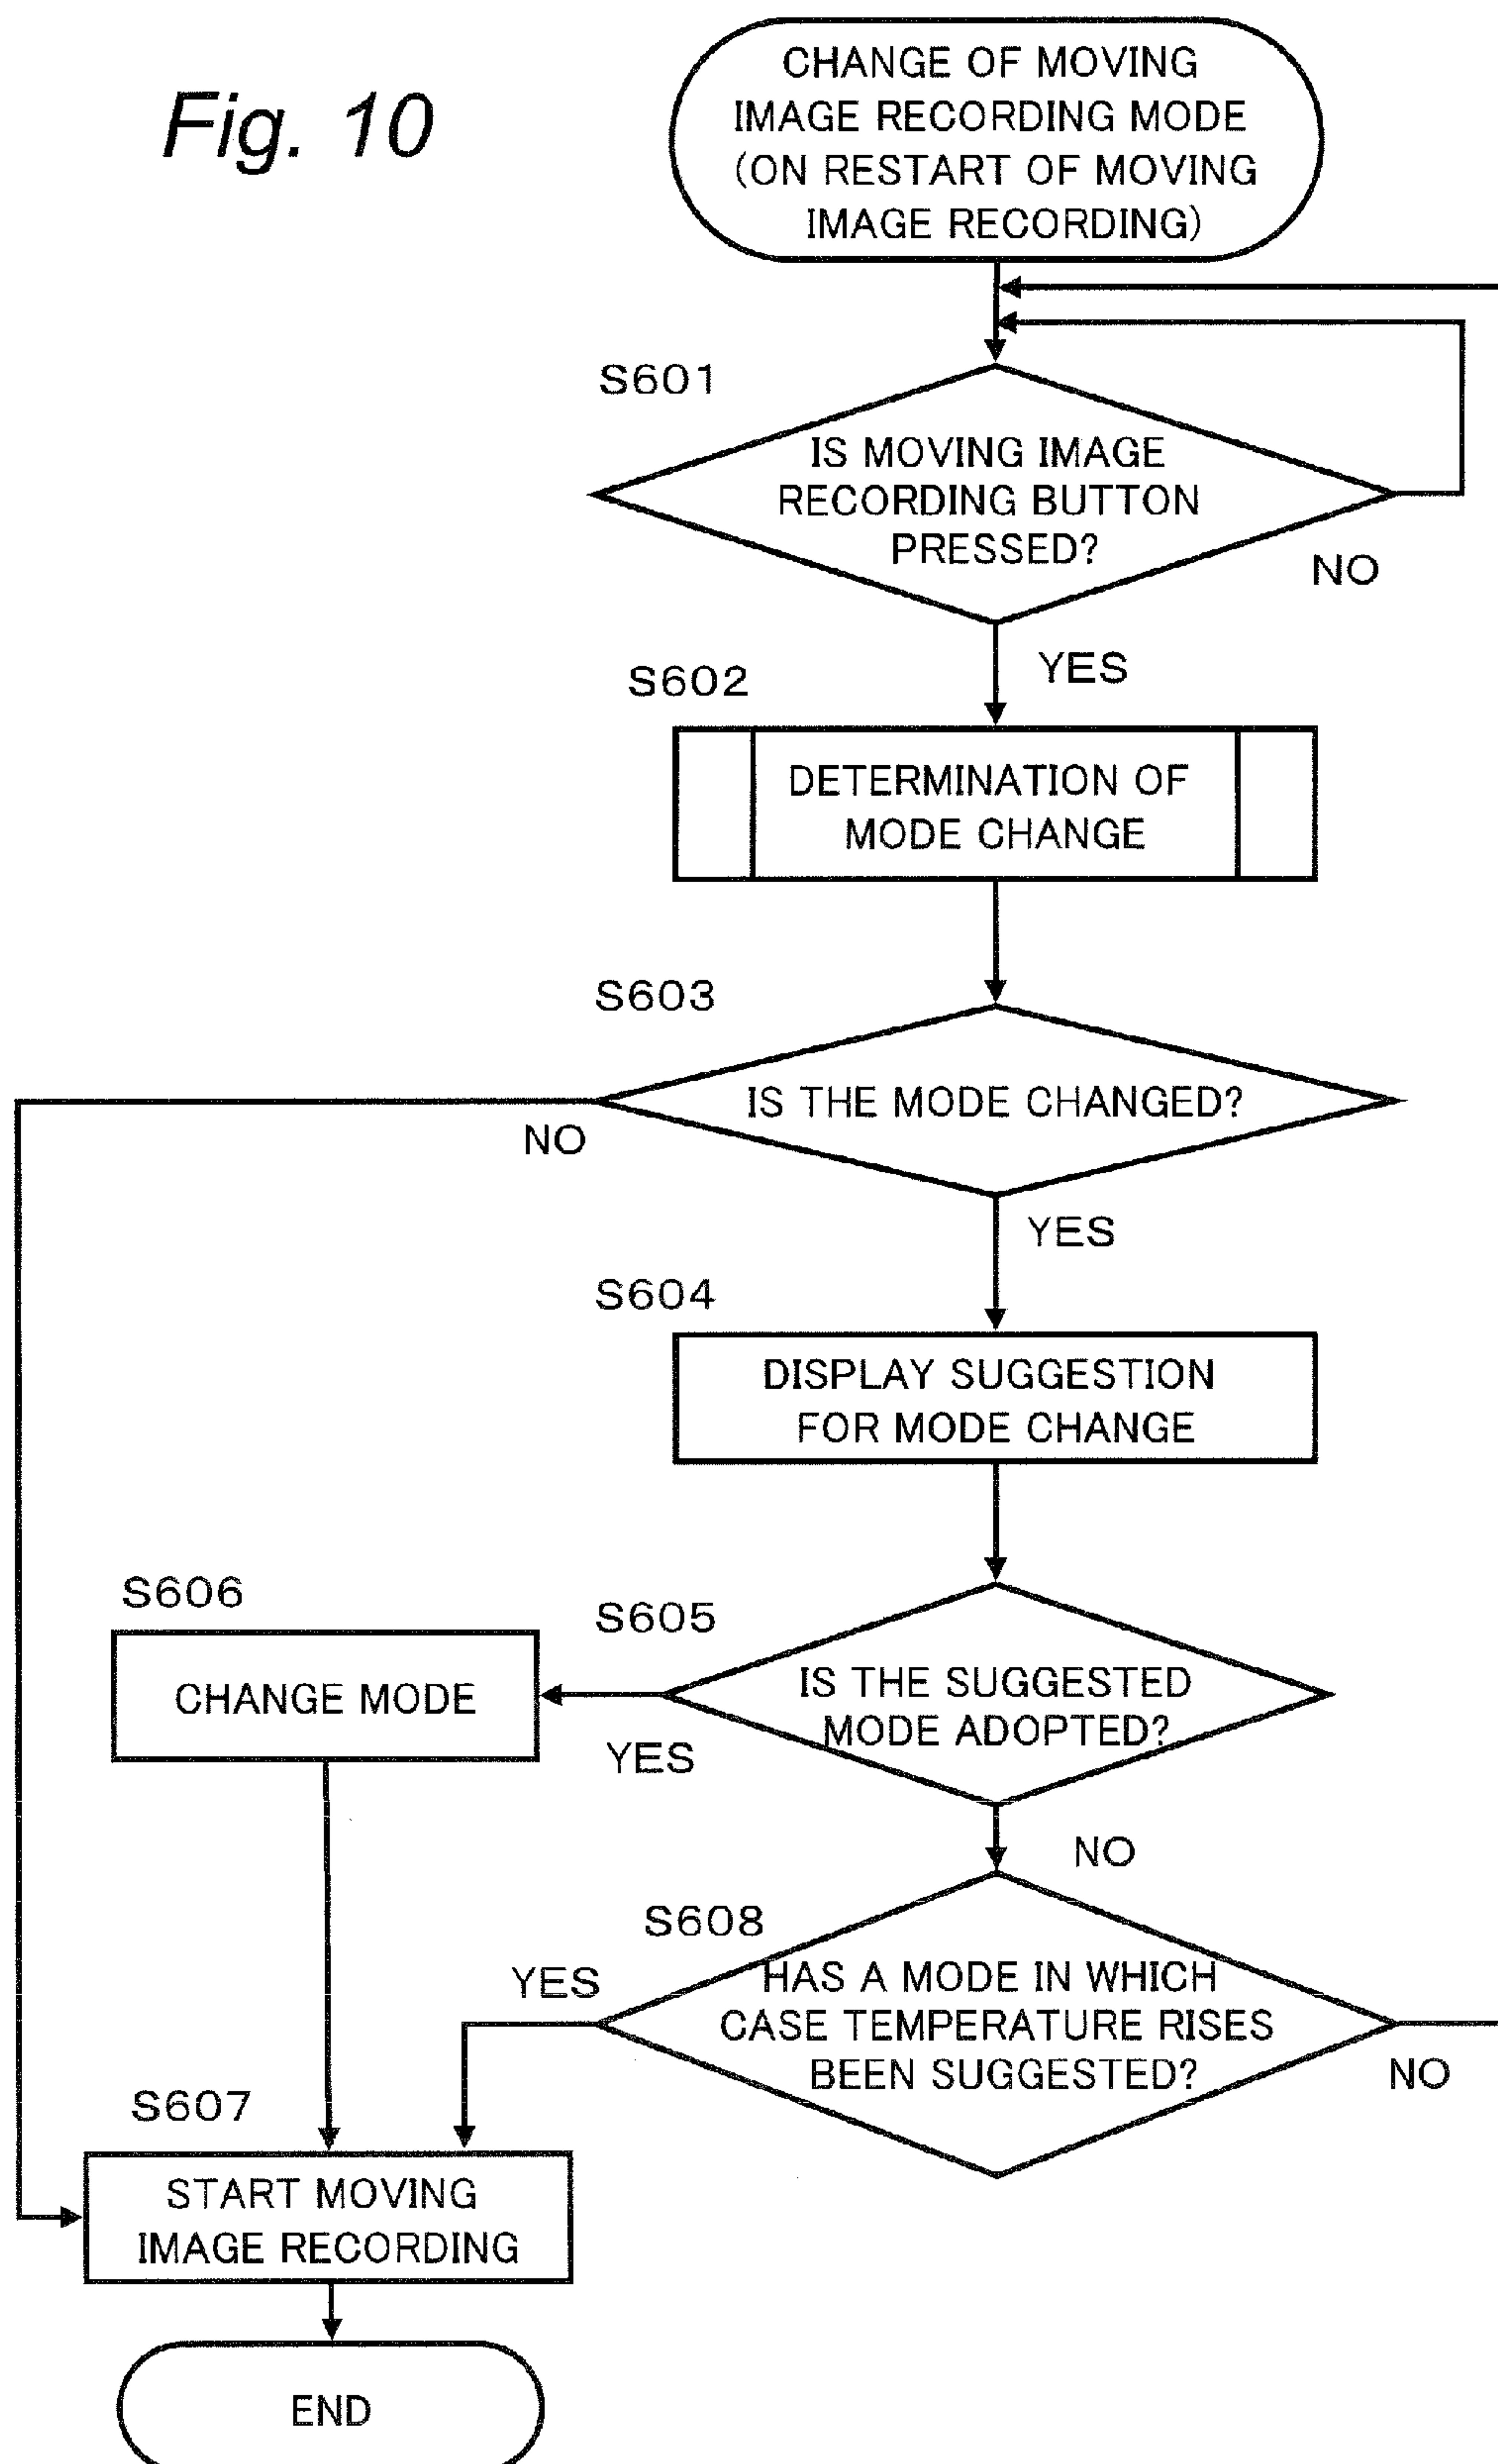 Fig. 10
CHANGE OF MOVING
IMAGE RECORDING MODE
(ON RESTART OF MOVING
IMAGE RECORDING)
S601
IS MOVING IMAGE
RECORDING BUTTON
PRESSED?
NO
YES
S602
DETERMINATION OF
MODE CHANGE
S603
IS THE MODE CHANGED?
NO
YES
S604
DISPLAY SUGGESTION
FOR MODE CHANGE
S606
CHANGE MODE
S605
IS THE SUGGESTED
MODE ADOPTED?
YES
NO
S608
YES
HAS A MODE IN WHICH
CASE TEMPERATURE RISES
BEEN SUGGESTED?
NO
S607
START MOVING
IMAGE RECORDING
END